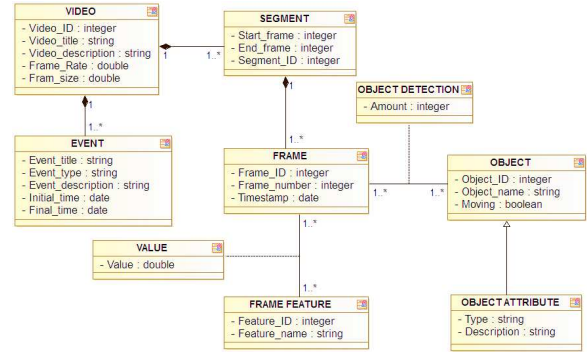 VIDEO
- Video_ID : integer
- Video_title : string
- Video_description : string
- Frame_Rate : double
- Fram_size : double
SEGMENT
- Start_frame : integer
- End_frame : integer
- Segment_ID : integer
1
1..*
1
1..*
1
1..*
OBJECT DETECTION
- Amount : integer
EVENT
- Event_title : string
- Event_type : string
- Event_description : string
- Initial_time : date
- Final_time : date
FRAME
- Frame_ID : integer
- Frame_number : integer
- Timestamp : date
1..*
1..*
OBJECT
- Object_ID : integer
- Object_name : string
- Moving : boolean
1..*
VALUE
- Value : double
1..*
FRAME FEATURE
- Feature_ID : integer
- Feature_name : string
OBJECT ATTRIBUTE
- Type : string
- Description : string